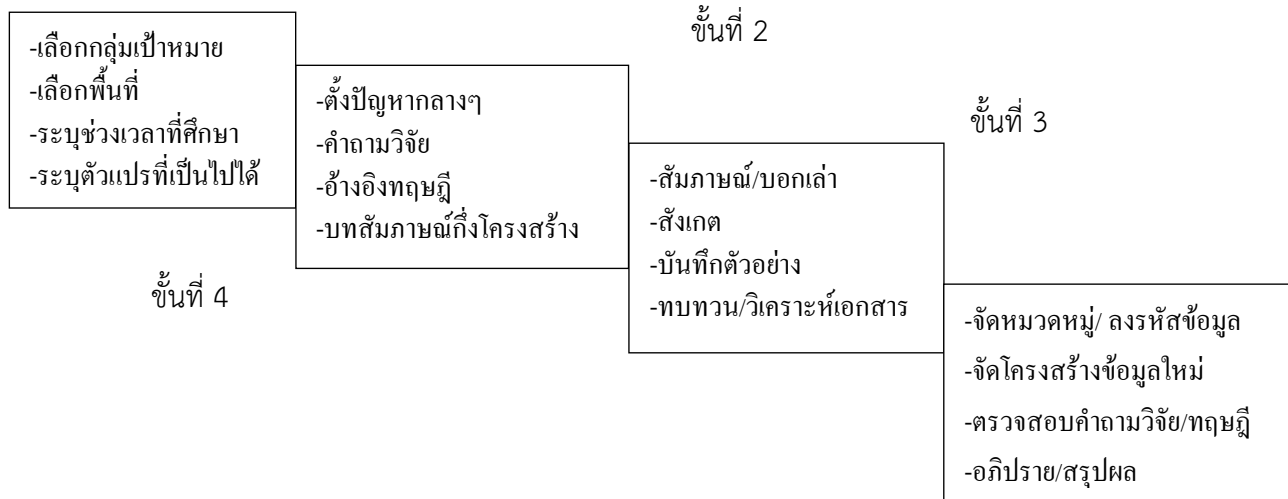 -เลือกกลุ่มเป้าหมาย
-เลือกพื้นที่
-ระบุช่วงเวลาที่ศึกษา
-ระบุตัวแปรที่เป็นไปได้
ขั้นที่ 2
-ตั้งปัญหากลางๆ
-คำถามวิจัย
-อ้างอิงทฤษฎี
-บทสัมภาษณ์กึ่งโครงสร้าง
ขั้นที่ 3
-สัมภาษณ์/บอกเล่า
-สังเกต
-บันทึกตัวอย่าง
-ทบทวน/วิเคราะห์เอกสาร
ขั้นที่ 4
-จัดหมวดหมู่/ ลงรหัสข้อมูล
-จัดโครงสร้างข้อมูลใหม่
-ตรวจสอบคำถามวิจัย/ทฤษฎี
-อภิปราย/สรุปผล